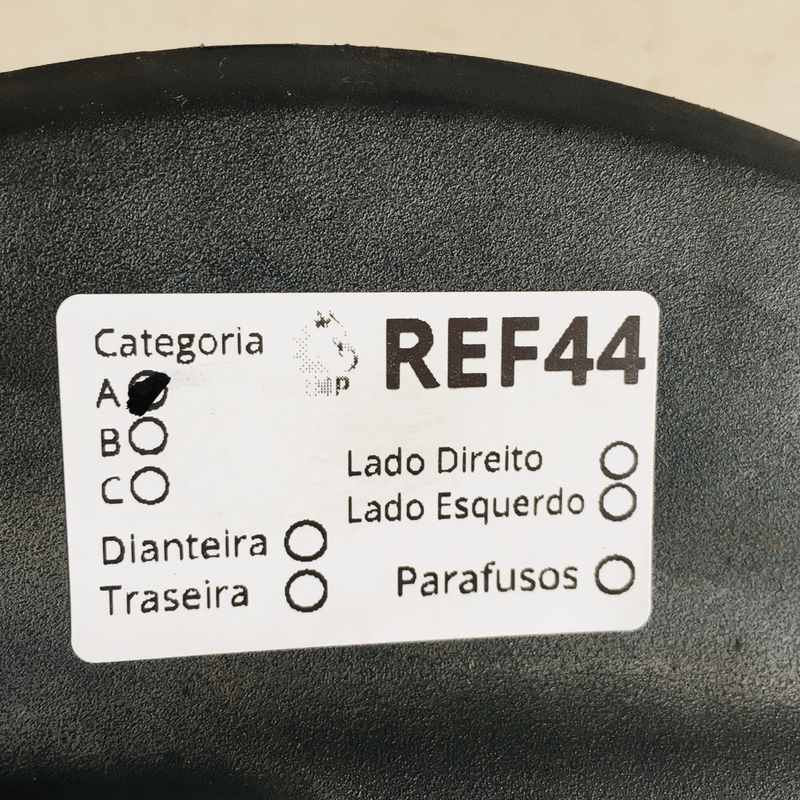 Categoria
REF44
A
B
C
Lado Direito
Lado Esquerdo
Dianteira
Traseira
Parafusos